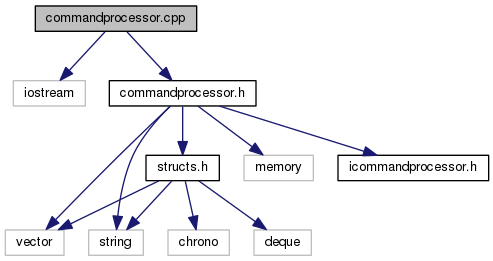 commandprocessor.cpp
iostream
commandprocessor.h
structs.h
memory
icommandprocessor.h
vector
string
chrono
deque